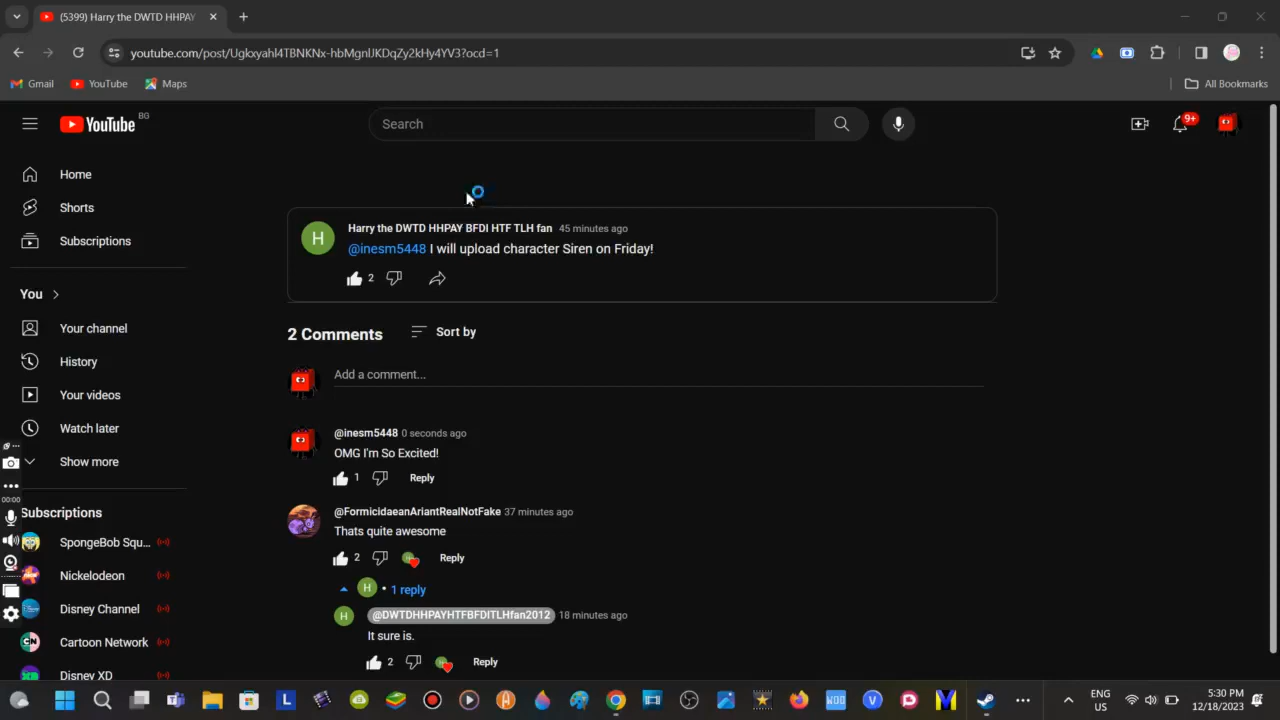 (5399) Harry the DWTD HHPAY
youtube.com/post/UgkxyahI4TBNKNx-hbMgnlJKDqZy2kHy4YV3?ocd=1
Gmail YouTube Maps All Bookmarks
YouTube BG
Search
9+
Home
Shorts
Subscriptions
You
Your channel
History
Your videos
Watch later
Show more
00:00
Subscriptions
SpongeBob Squ...
Nickelodeon
Disney Channel
Cartoon Network
Disney XD
H
Harry the DWTD HHPAY BFDI HTF TLH fan 45 minutes ago
@inesm5448 I will upload character Siren on Friday!
2
2 Comments Sort by
Add a comment...
@inesm5448 0 seconds ago
OMG I'm So Excited!
1 Reply
@FormicidaeanAriantRealNotFake 37 minutes ago
Thats quite awesome
2 Reply
H • 1 reply
H @DWTDHHPAYHTFBFDITLHfan2012 18 minutes ago
It sure is.
2 Reply
L
WOO
V
ENG
US
5:30 PM
12/18/2023